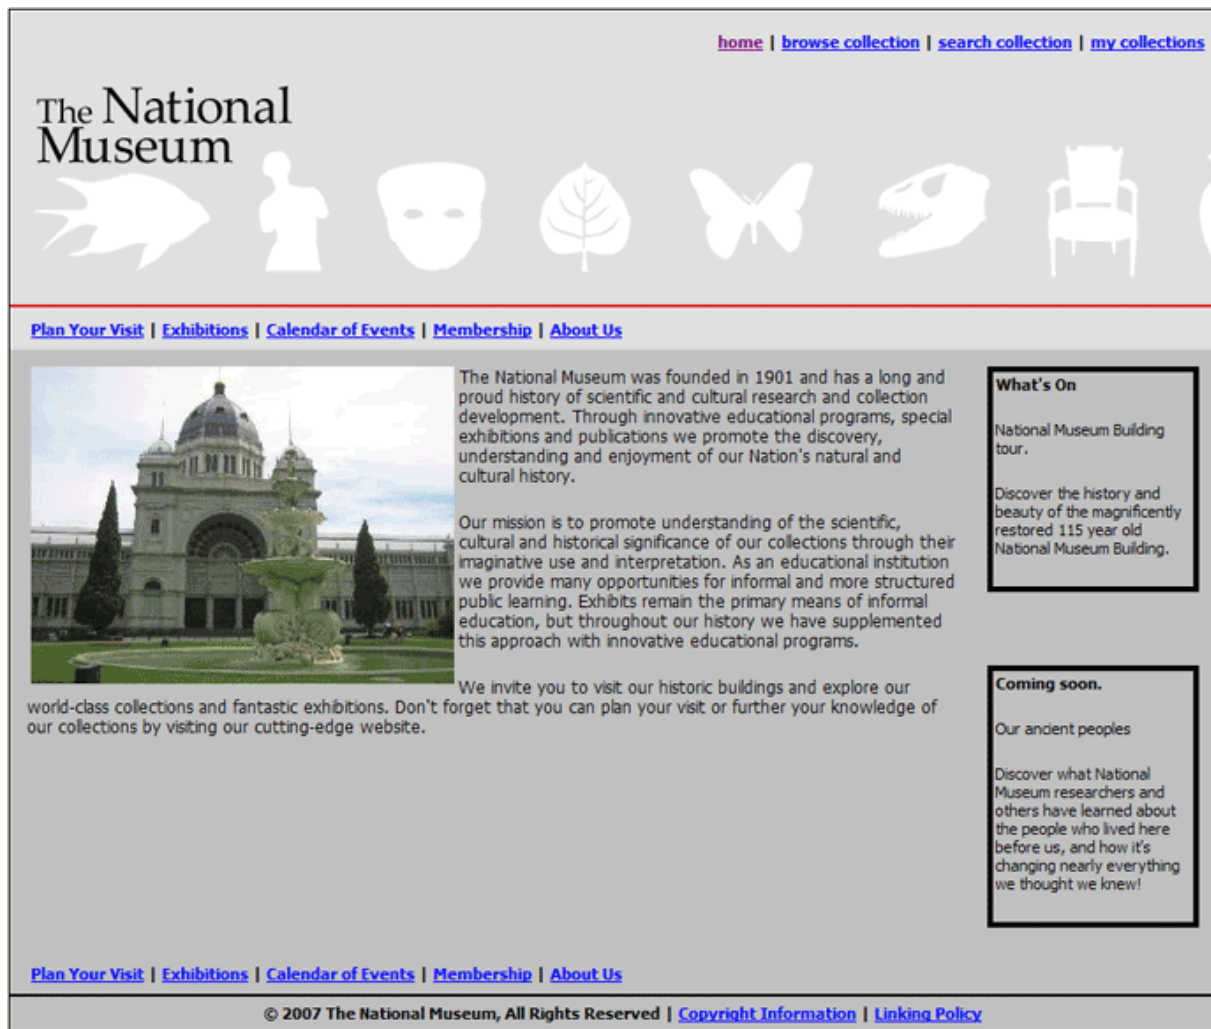 home | browse collection | search collection | my collections
The National
Museum
Plan Your Visit | Exhibitions | Calendar of Events | Membership | About Us
The National Museum was founded in 1901 and has a long and
proud history of scientific and cultural research and collection
development. Through innovative educational programs, special
exhibitions and publications we promote the discovery,
understanding and enjoyment of our Nation's natural and
cultural history.
Our mission is to promote understanding of the scientific,
cultural and historical significance of our collections through their
imaginative use and interpretation. As an educational institution
we provide many opportunities for informal and more structured
public learning. Exhibits remain the primary means of informal
education, but throughout our history we have supplemented
this approach with innovative educational programs.
We invite you to visit our historic buildings and explore our
world-class collections and fantastic exhibitions. Don't forget that you can plan your visit or further your knowledge of
our collections by visiting our cutting-edge website.
What's On
National Museum Building
tour.
Discover the history and
beauty of the magnificently
restored 115 year old
National Museum Building.
Coming soon.
Our ancient peoples
Discover what National
Museum researchers and
others have learned about
the people who lived here
before us, and how it's
changing nearly everything
we thought we knew!
Plan Your Visit | Exhibitions | Calendar of Events | Membership | About Us
© 2007 The National Museum, All Rights Reserved | Copyright Information | Linking Policy